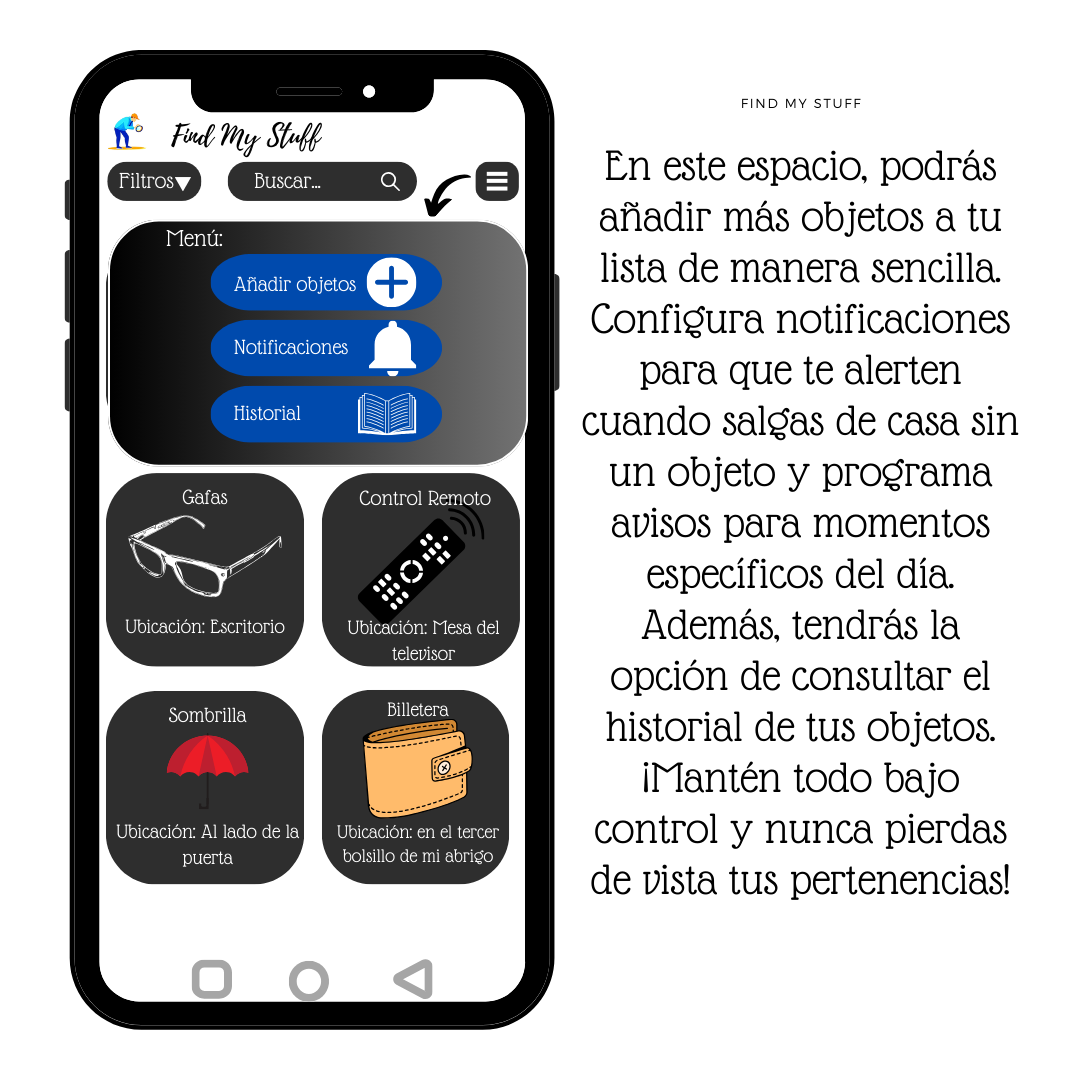 Find My Stuff
Filtros
Buscar...
Menú:
Añadir objetos
Notificaciones
Historial
Gafas
Ubicación: Escritorio
Control Remoto
Ubicación: Mesa del
televisor
Sombrilla
Ubicación: Al lado de la
puerta
Billetera
Ubicación: en el tercer
bolsillo de mi abrigo
FIND MY STUFF
En este espacio, podrás
añadir más objetos a tu
lista de manera sencilla.
Configura notificaciones
para que te alerten
cuando salgas de casa sin
un objeto y programa
avisos para momentos
específicos del día.
Además, tendrás la
opción de consultar el
historial de tus objetos.
¡Mantén todo bajo
control y nunca pierdas
de vista tus pertenencias!